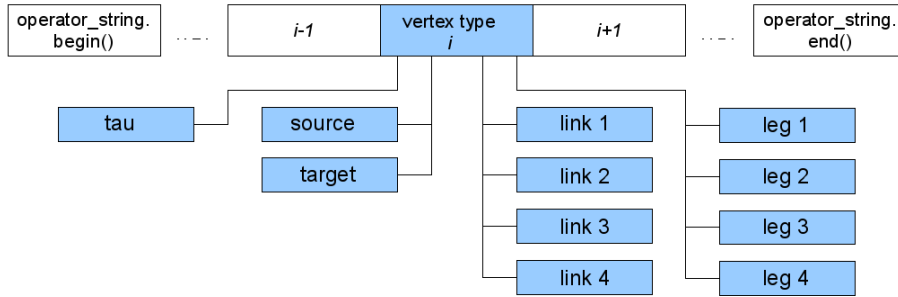 operator_string.
begin()
.. _ .
i-1
vertex type
i
i+1
.. _ .
operator_string.
end()
tau
source
target
link 1
link 2
link 3
link 4
leg 1
leg 2
leg 3
leg 4